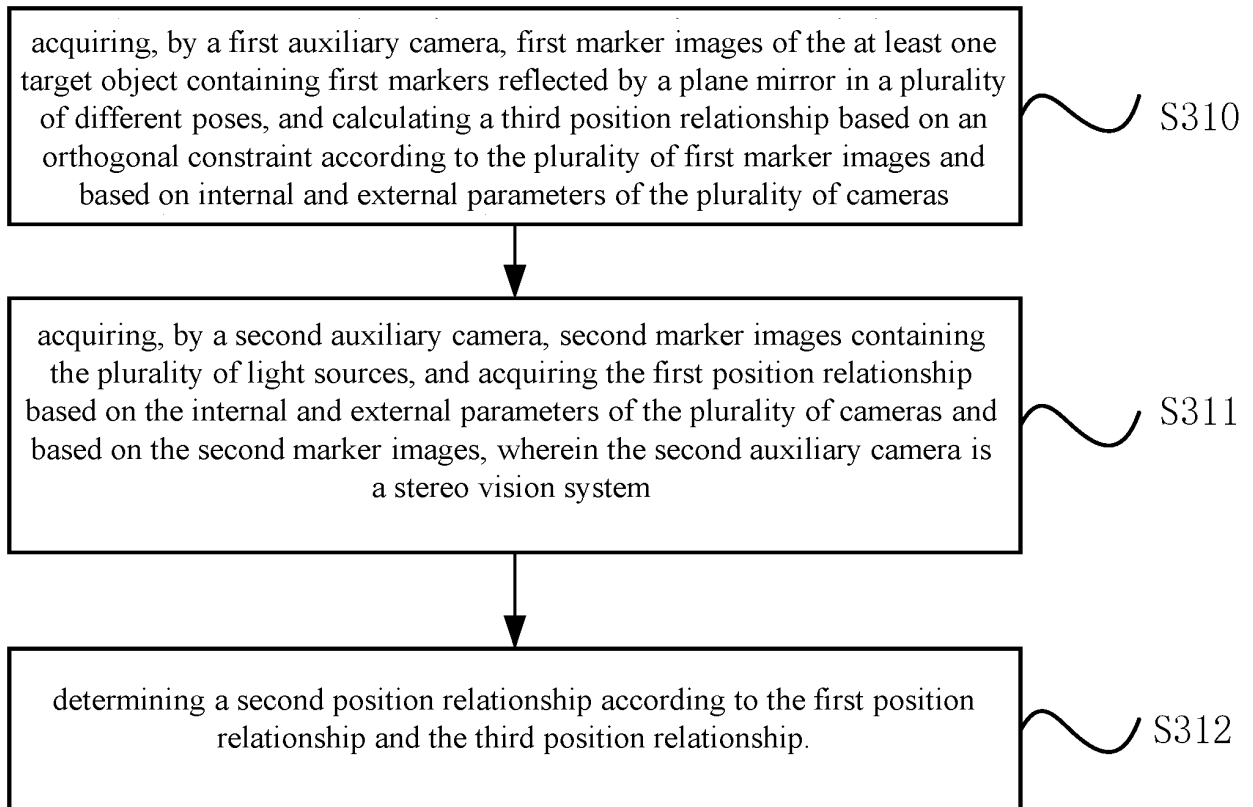 acquiring, by a first auxiliary camera, first marker images of the at least one
target object containing first markers reflected by a plane mirror in a plurality
of different poses, and calculating a third position relationship based on an
orthogonal constraint according to the plurality of first marker images and
based on internal and external parameters of the plurality of cameras
S310
acquiring, by a second auxiliary camera, second marker images containing
the plurality of light sources, and acquiring the first position relationship
based on the internal and external parameters of the plurality of cameras and
based on the second marker images, wherein the second auxiliary camera is
a stereo vision system
S311
determining a second position relationship according to the first position
relationship and the third position relationship.
S312